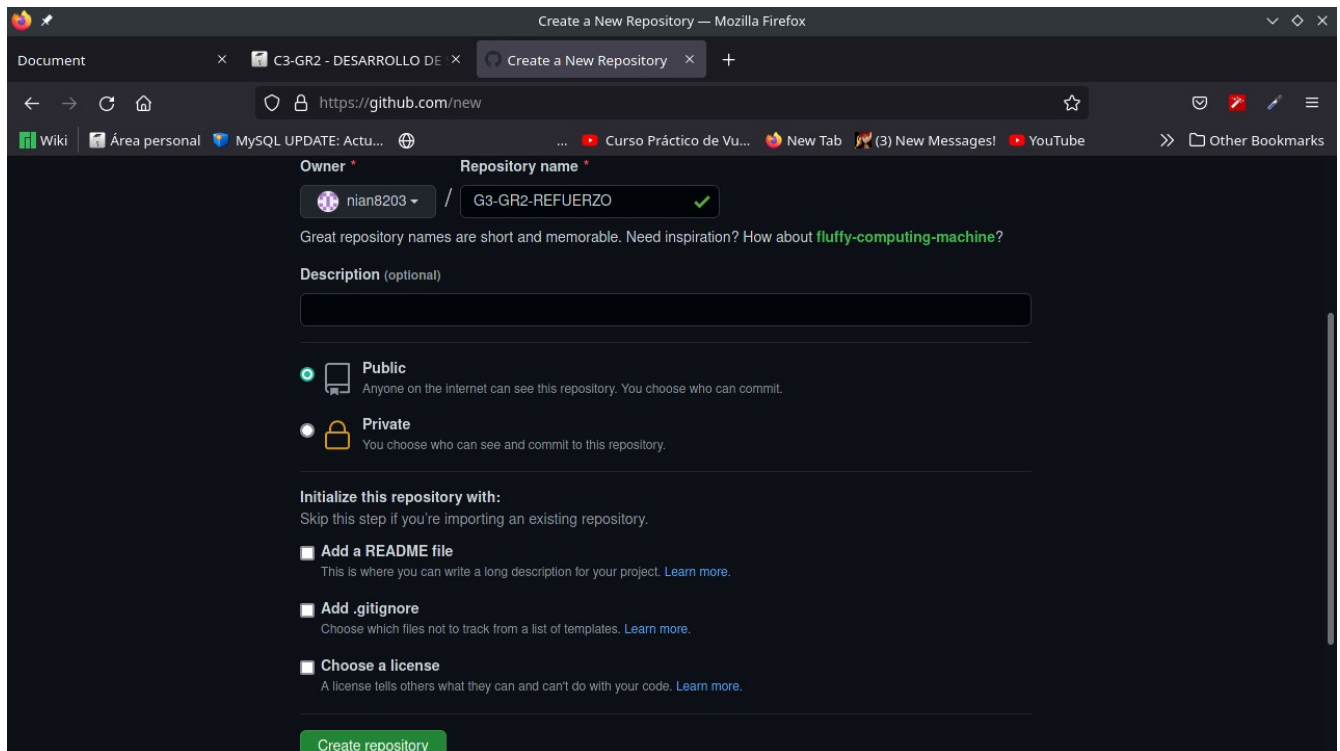 Create a New Repository — Mozilla Firefox
Document
C3-GR2 - DESARROLLO DE
Create a New Repository
https://github.com/new
Wiki
Área personal
MySQL UPDATE: Actu...
...
Curso Práctico de Vu...
New Tab
(3) New Messages!
YouTube
Other Bookmarks
Owner *
Repository name *
nian8203
/
G3-GR2-REFUERZO
Great repository names are short and memorable. Need inspiration? How about fluffy-computing-machine?
Description (optional)
Public
Anyone on the internet can see this repository. You choose who can commit.
Private
You choose who can see and commit to this repository.
Initialize this repository with:
Skip this step if you're importing an existing repository.
Add a README file
This is where you can write a long description for your project. Learn more.
Add .gitignore
Choose which files not to track from a list of templates. Learn more.
Choose a license
A license tells others what they can and can't do with your code. Learn more.
Create repository